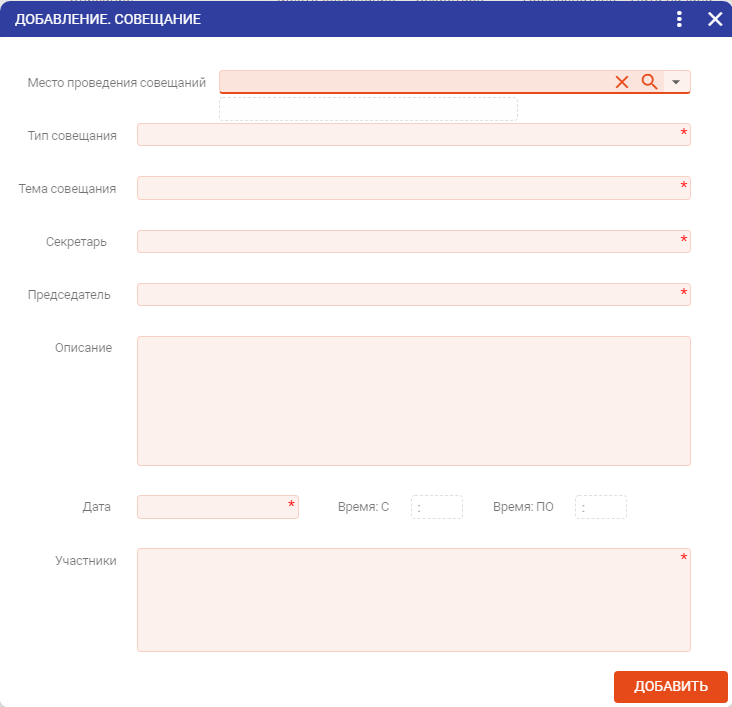 ДОБАВЛЕНИЕ. СОВЕЩАНИЕ
Место проведения совещаний
Тип совещания *
Тема совещания *
Секретарь *
Председатель *
Описание
Дата * Время: С : Время: ПО :
Участники *
ДОБАВИТЬ